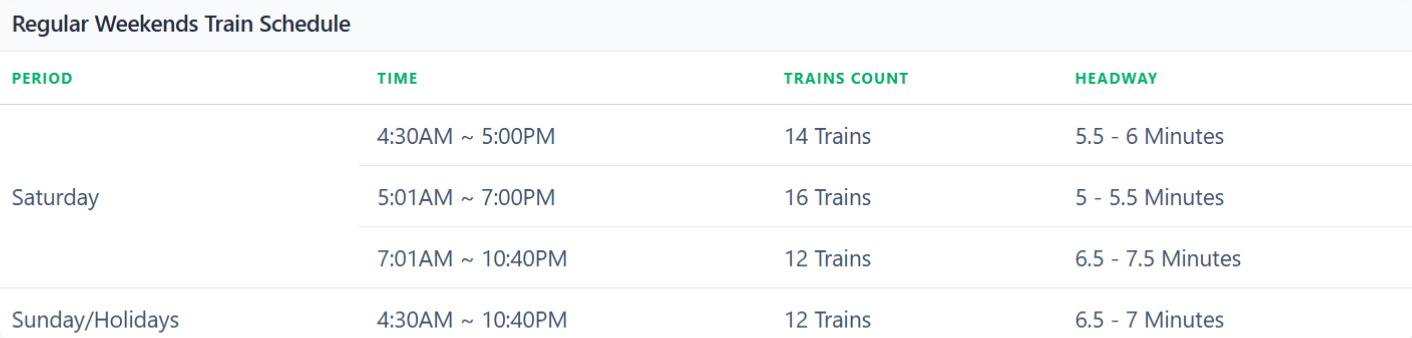 Regular Weekends Train Schedule
PERIOD TIME TRAINS COUNT HEADWAY
4:30AM ~ 5:00PM 14 Trains 5.5 - 6 Minutes
Saturday 5:01AM ~ 7:00PM 16 Trains 5 - 5.5 Minutes
7:01AM ~ 10:40PM 12 Trains 6.5 - 7.5 Minutes
Sunday/Holidays 4:30AM ~ 10:40PM 12 Trains 6.5 - 7 Minutes